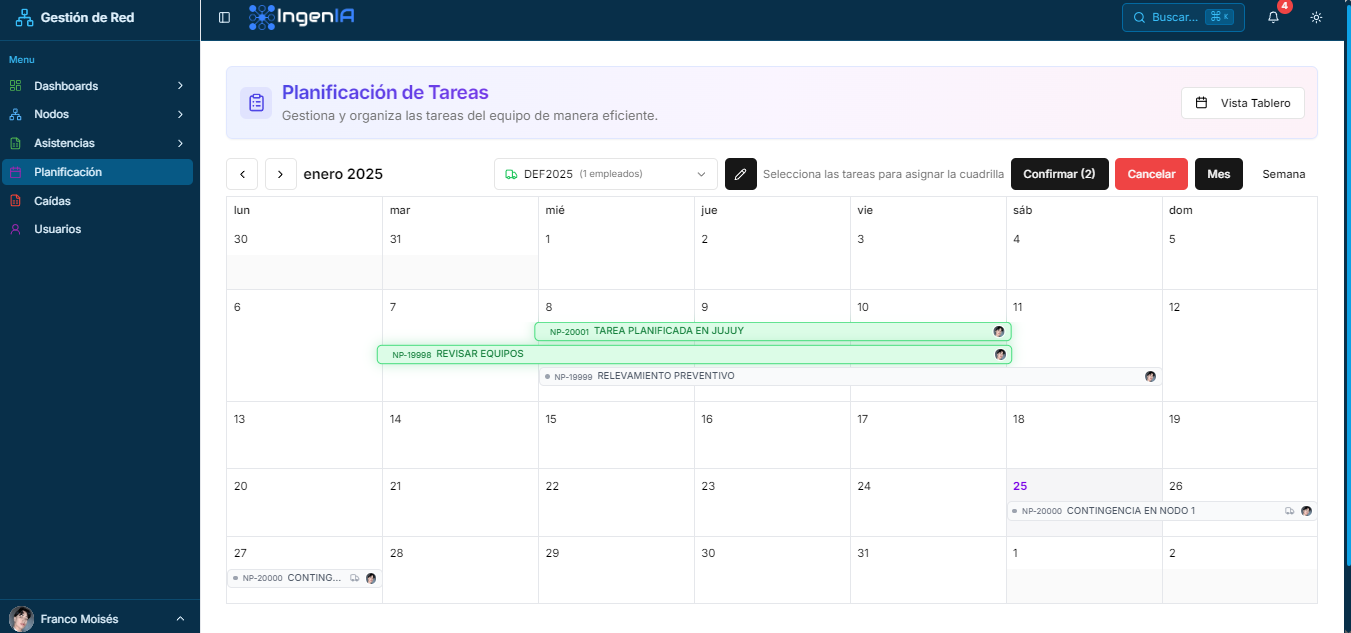 Gestión de Red
IngenIA
Buscar... ⌘ K
4
Menu
Dashboards
Nodos
Asistencias
Planificación
Caídas
Usuarios
Planificación de Tareas
Gestiona y organiza las tareas del equipo de manera eficiente.
Vista Tablero
enero 2025
DEF2025 (1 empleados)
Selecciona las tareas para asignar la cuadrilla
Confirmar (2)
Cancelar
Mes
Semana
lun mar mié jue vie sáb dom
30 31 1 2 3 4 5
6 7 8 9 10 11 12
NP-20001 TAREA PLANIFICADA EN JUJUY
NP-19998 REVISAR EQUIPOS
NP-19999 RELEVAMIENTO PREVENTIVO
13 14 15 16 17 18 19
20 21 22 23 24 25 26
NP-20000 CONTINGENCIA EN NODO 1
27 28 29 30 31 1 2
NP-20000 CONTING...
Franco Moisés